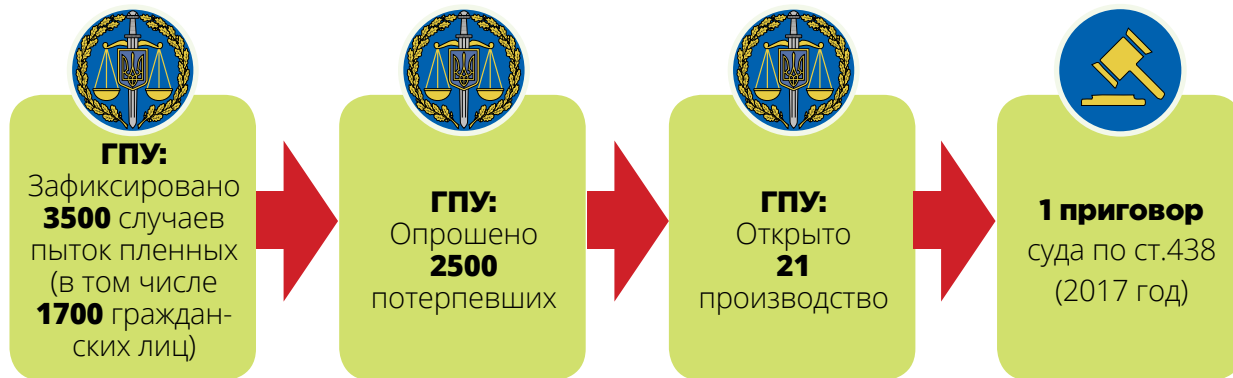 ГПУ:
Зафиксировано
3500 случаев
пыток пленных
(в том числе
1700 граждан-
ских лиц)
ГПУ:
Опрошено
2500
потерпевших
ГПУ:
Открыто
21
производство
1 приговор
суда по ст.438
(2017 год)